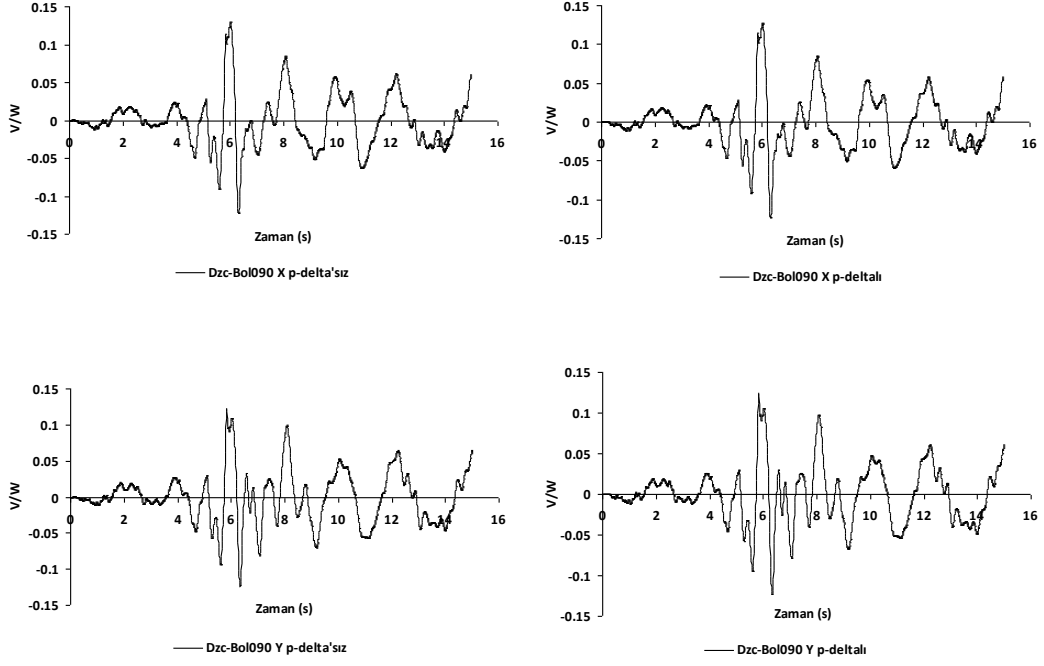 0.15
0.1
0.05
0
-0.05
-0.1
-0.15
V/W
0 2 4 6 8 10 12 14 16
Zaman (s)
Dzc-Bol090 X p-delta'sız
0.15
0.1
0.05
0
-0.05
-0.1
-0.15
V/W
0 2 4 6 8 10 12 14 16
Zaman (s)
Dzc-Bol090 X p-deltalı
0.15
0.1
0.05
0
-0.05
-0.1
-0.15
V/W
0 2 4 6 8 10 12 14 16
Zaman (s)
Dzc-Bol090 Y p-delta'sız
0.15
0.1
0.05
0
-0.05
-0.1
-0.15
V/W
0 2 4 6 8 10 12 14 16
Zaman (s)
Dzc-Bol090 Y p-deltalı